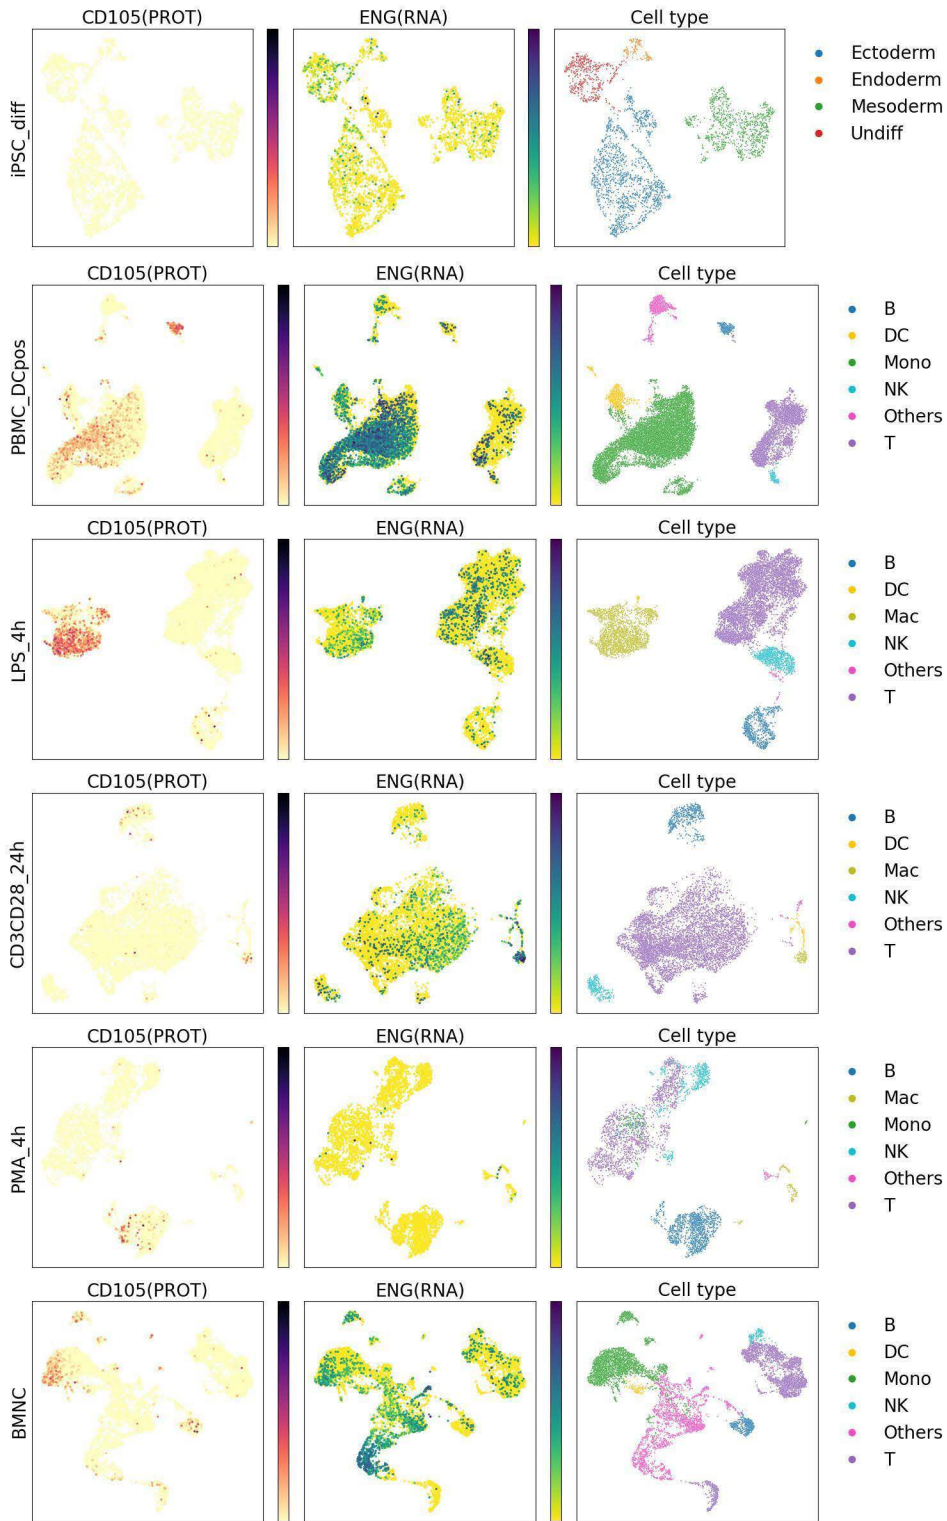 CD105(PROT) ENG(RNA) Cell type
iPSC_diff
Ectoderm
Endoderm
Mesoderm
Undiff
CD105(PROT) ENG(RNA) Cell type
PBMC_DCpos
B
DC
Mono
NK
Others
T
CD105(PROT) ENG(RNA) Cell type
LPS_4h
B
DC
Mac
NK
Others
T
CD105(PROT) ENG(RNA) Cell type
CD3CD28_24h
B
DC
Mac
NK
Others
T
CD105(PROT) ENG(RNA) Cell type
PMA_4h
B
Mac
Mono
NK
Others
T
CD105(PROT) ENG(RNA) Cell type
BMNC
B
DC
Mono
NK
Others
T